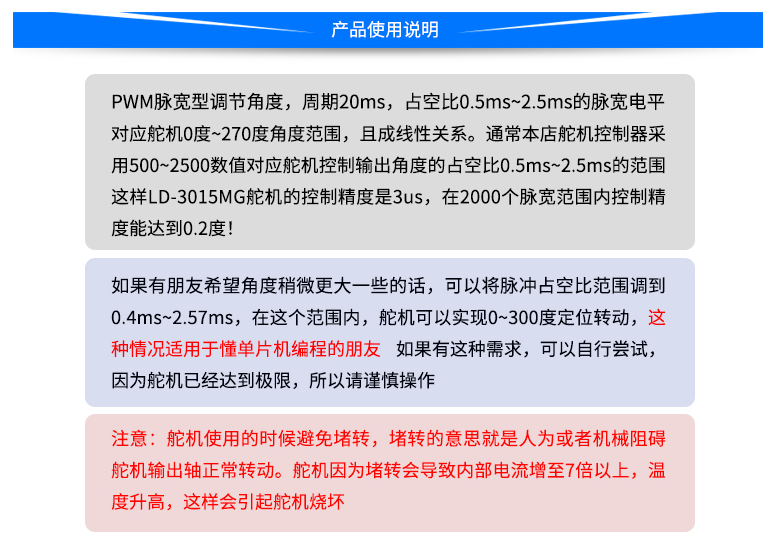 产品使用说明
PWM脉宽型调节角度，周期20ms，占空比0.5ms~2.5ms的脉宽电平
对应舵机0度~270度角度范围，且成线性关系。通常本店舵机控制器采
用500~2500数值对应舵机控制输出角度的占空比0.5ms~2.5ms的范围
这样LD-3015MG舵机的控制精度是3us，在2000个脉宽范围内控制精
度能达到0.2度！
如果有朋友希望角度稍微更大一些的话，可以将脉冲占空比范围调到
0.4ms~2.57ms，在这个范围内，舵机可以实现0~300度定位转动，这
种情况适用于懂单片机编程的朋友 如果有这种需求，可以自行尝试，
因为舵机已经达到极限，所以请谨慎操作
注意：舵机使用的时候避免堵转，堵转的意思就是人为或者机械阻碍
舵机输出轴正常转动。舵机因为堵转会导致内部电流增至7倍以上，温
度升高，这样会引起舵机烧坏